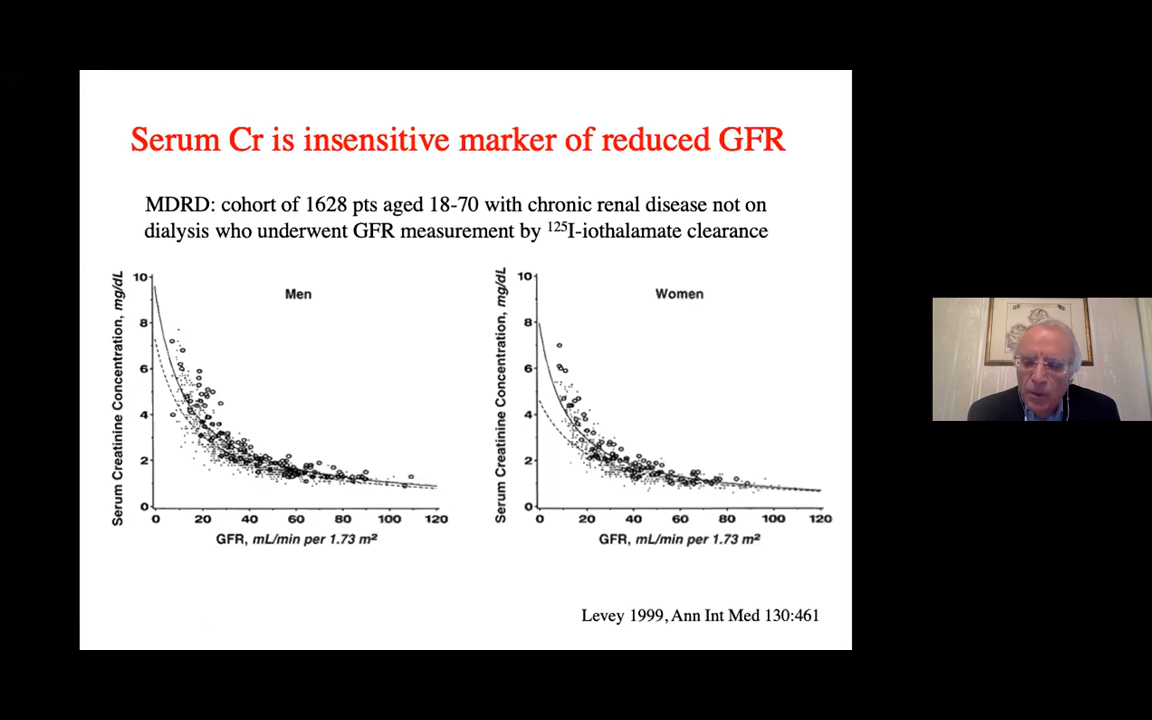 Serum Cr is insensitive marker of reduced GFR
MDRD: cohort of 1628 pts aged 18-70 with chronic renal disease not on
dialysis who underwent GFR measurement by ¹²⁵I-iothalamate clearance
Serum Creatinine Concentration, mg/dL
10
8
6
4
2
0
Men
0 20 40 60 80 100 120
GFR, mL/min per 1.73 m²
Serum Creatinine Concentration, mg/dL
10
8
6
4
2
0
Women
0 20 40 60 80 100 120
GFR, mL/min per 1.73 m²
Levey 1999, Ann Int Med 130:461